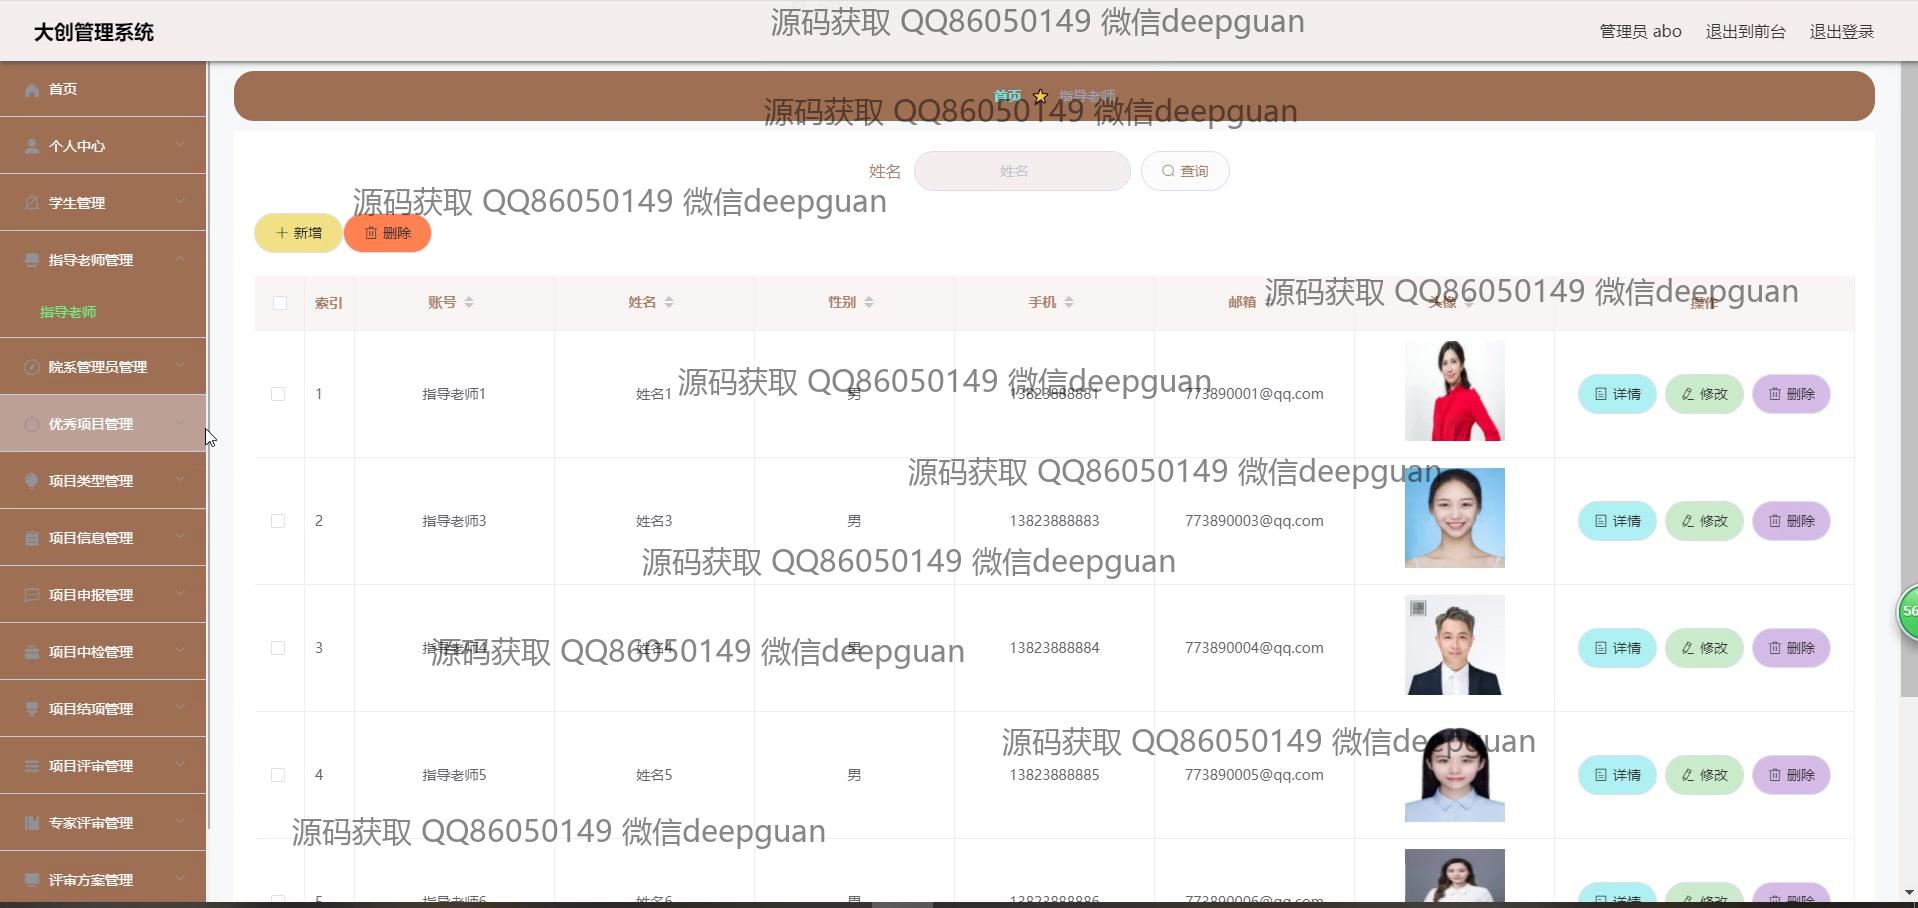 大创管理系统
源码获取 QQ86050149 微信deepguan
管理员 abo 退出到前台 退出登录
首页
首页 指导老师
源码获取 QQ86050149 微信deepguan
个人中心
姓名 姓名 查询
学生管理
源码获取 QQ86050149 微信deepguan
新增 删除
指导老师管理
源码获取 QQ86050149 微信deepguan
索引 账号 姓名 性别 手机 邮箱 头像 操作
指导老师
院系管理员管理
源码获取 QQ86050149 微信deepguan
1 指导老师1 姓名1 男 13823888881 773890001@qq.com 详情 修改 删除
优秀项目管理
源码获取 QQ86050149 微信deepguan
项目类型管理
2 指导老师3 姓名3 男 13823888883 773890003@qq.com 详情 修改 删除
项目信息管理
源码获取 QQ86050149 微信deepguan
项目申报管理
56
3 指导老师4 姓名4 男 13823888884 773890004@qq.com 详情 修改 删除
源码获取 QQ86050149 微信deepguan
项目中检管理
项目结项管理
源码获取 QQ86050149 微信deepguan
项目评审管理
4 指导老师5 姓名5 男 13823888885 773890005@qq.com 详情 修改 删除
专家评审管理
源码获取 QQ86050149 微信deepguan
评审方案管理
5 指导老师6 姓名6 男 13823888886 773890006@qq.com 详情 修改 删除